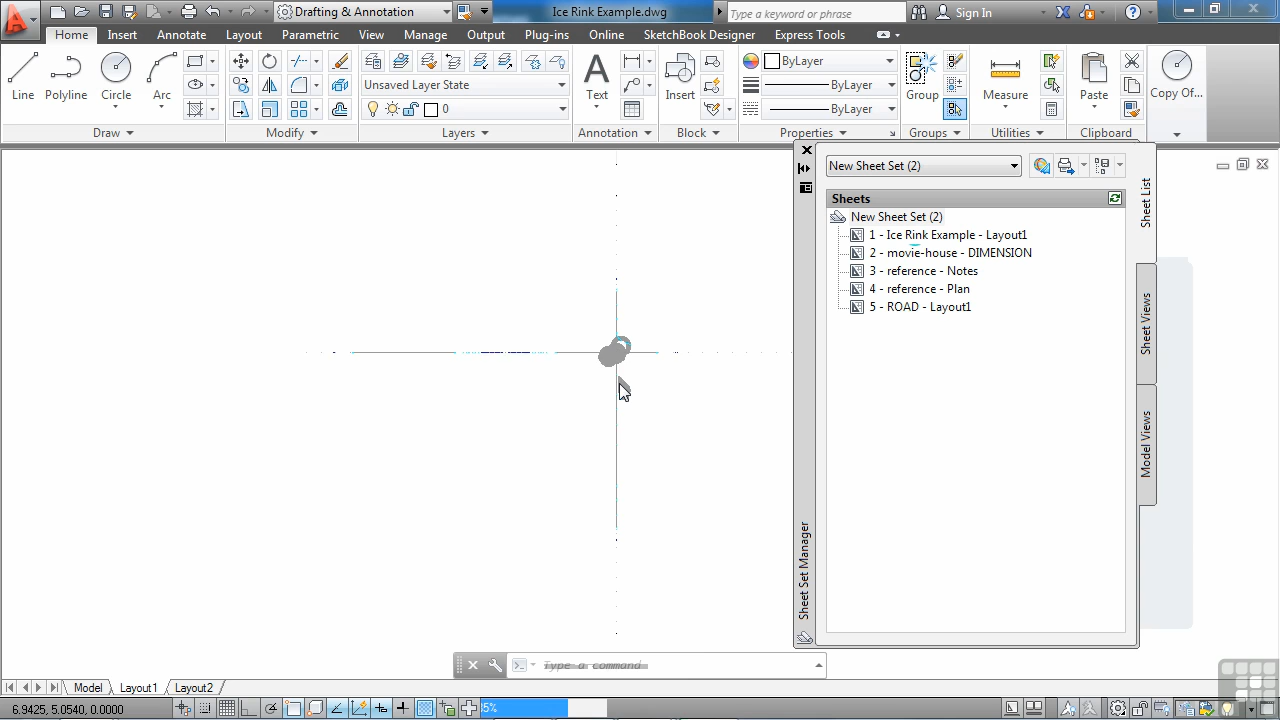 Drafting & Annotation
Ice Rink Example.dwg
Type a keyword or phrase
Sign In
Home
Insert
Annotate
Layout
Parametric
View
Manage
Output
Plug-ins
Online
SketchBook Designer
Express Tools
Line
Polyline
Circle
Arc
Unsaved Layer State
0
Text
Insert
ByLayer
ByLayer
ByLayer
Group
Measure
Paste
Copy Of...
Draw
Modify
Layers
Annotation
Block
Properties
Groups
Utilities
Clipboard
New Sheet Set (2)
Sheets
New Sheet Set (2)
1 - Ice Rink Example - Layout1
2 - movie-house - DIMENSION
3 - reference - Notes
4 - reference - Plan
5 - ROAD - Layout1
Sheet List
Sheet Views
Model Views
Sheet Set Manager
Type a command
Model
Layout1
Layout2
6.9425, 5.0540, 0.0000